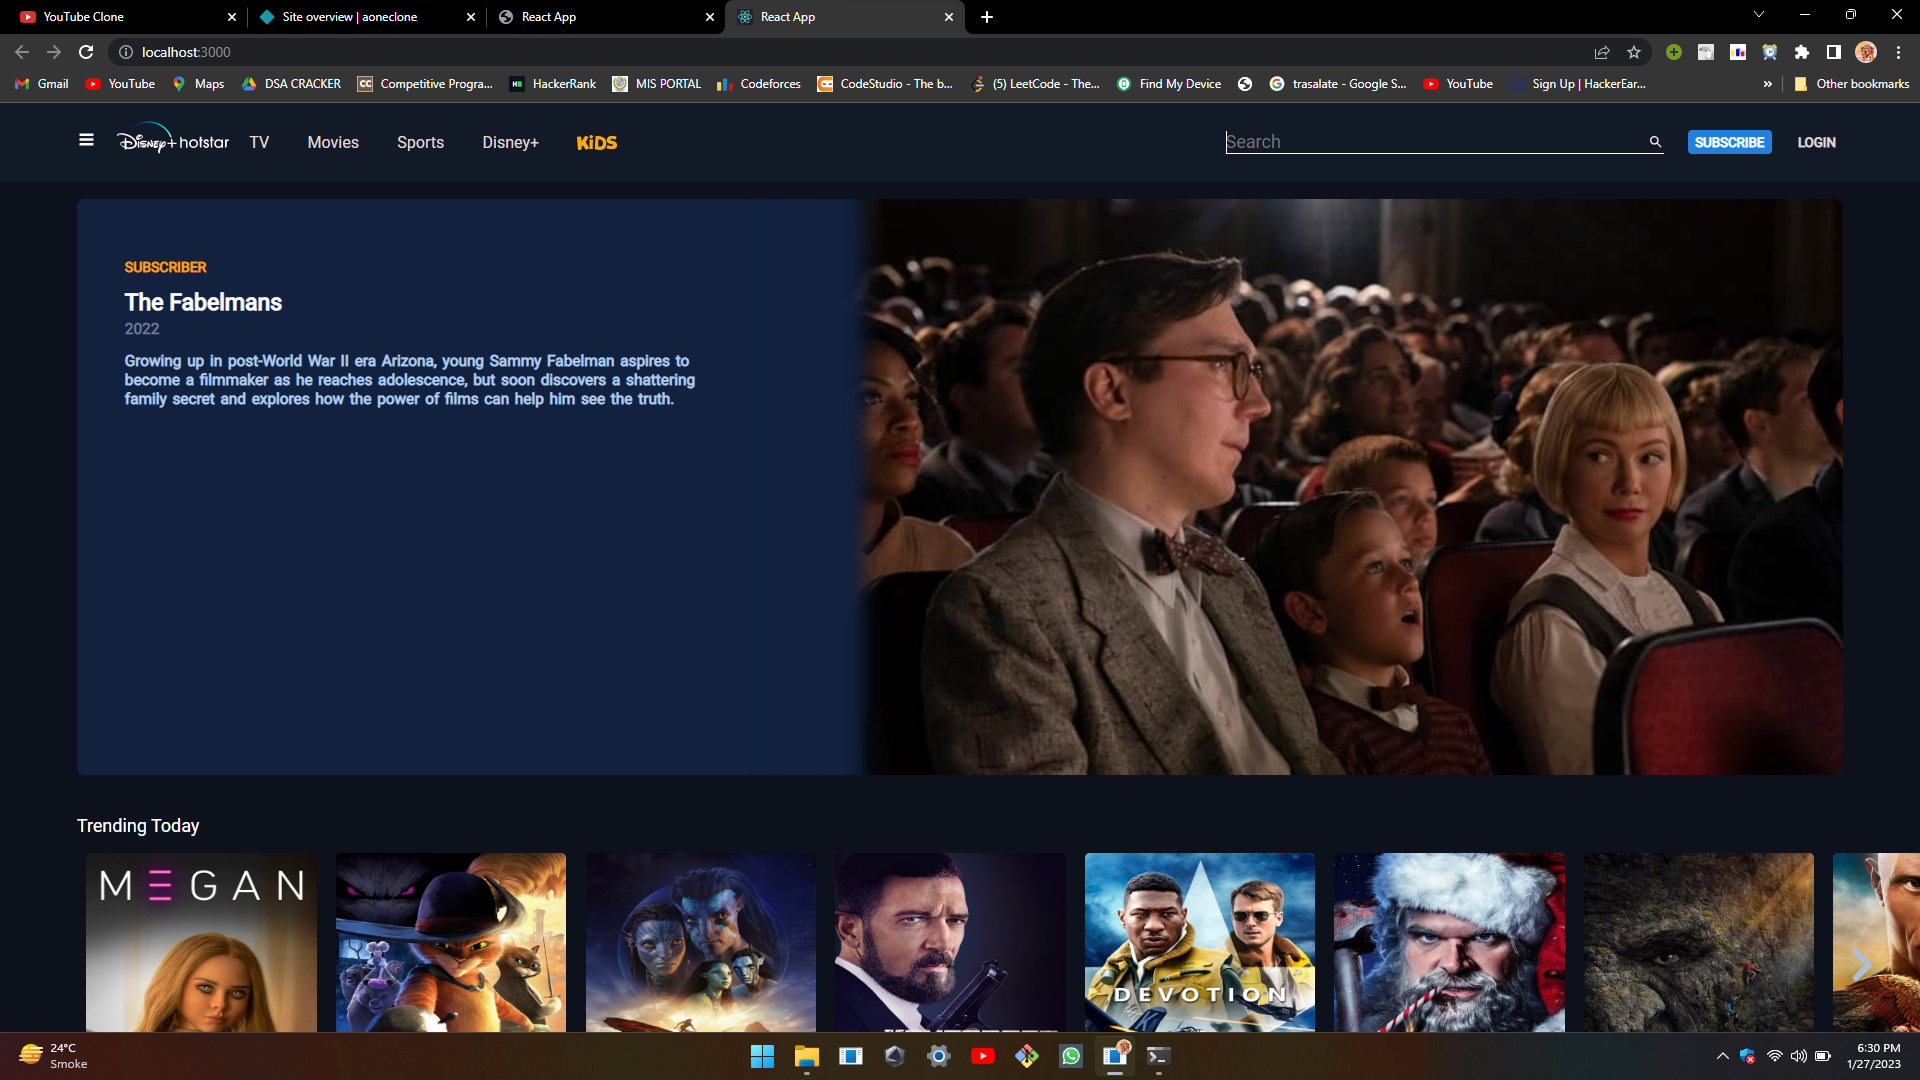 YouTube Clone
Site overview | aoneclone
React App
React App
localhost:3000
Gmail
YouTube
Maps
DSA CRACKER
CC
Competitive Progra...
HackerRank
MIS PORTAL
Codeforces
CodeStudio - The b...
(5) LeetCode - The...
Find My Device
trasalate - Google S...
YouTube
Sign Up | HackerEar...
»
Other bookmarks
Disney+ hotstar
TV
Movies
Sports
Disney+
KiDS
Search
SUBSCRIBE
LOGIN
SUBSCRIBER
The Fabelmans
2022
Growing up in post-World War II era Arizona, young Sammy Fabelman aspires to
become a filmmaker as he reaches adolescence, but soon discovers a shattering
family secret and explores how the power of films can help him see the truth.
Trending Today
M Ξ G A N
DEVOTION
24°C
Smoke
6:30 PM
1/27/2023